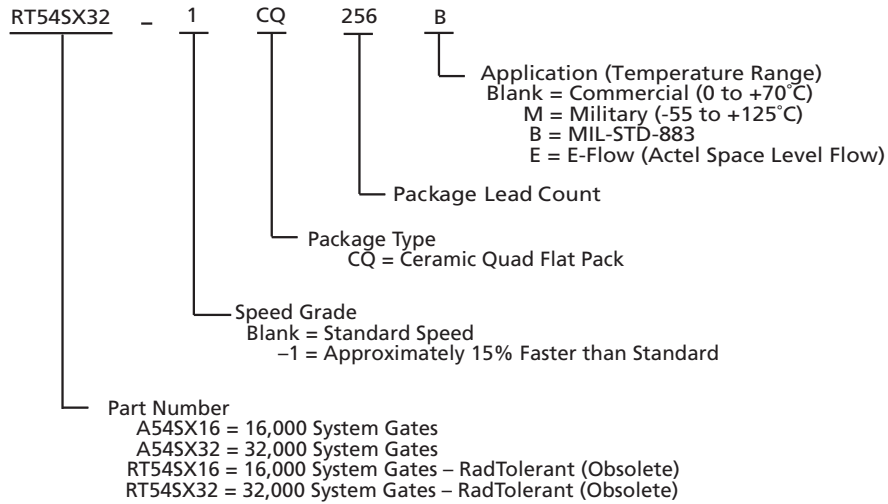 RT54SX32 – 1 CQ 256 B
Application (Temperature Range)
Blank = Commercial (0 to +70˚C)
M = Military (-55 to +125˚C)
B = MIL-STD-883
E = E-Flow (Actel Space Level Flow)
Package Lead Count
Package Type
CQ = Ceramic Quad Flat Pack
Speed Grade
Blank = Standard Speed
–1 = Approximately 15% Faster than Standard
Part Number
A54SX16 = 16,000 System Gates
A54SX32 = 32,000 System Gates
RT54SX16 = 16,000 System Gates – RadTolerant (Obsolete)
RT54SX32 = 32,000 System Gates – RadTolerant (Obsolete)